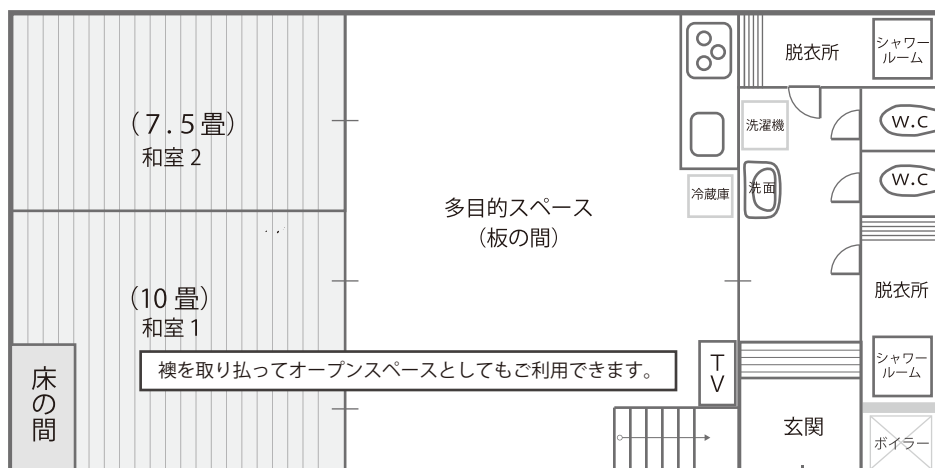 脱衣所
シャワー
ルーム
(7.5畳)
和室2
洗濯機
W.C
洗面
W.C
冷蔵庫
多目的スペース
(板の間)
(10畳)
和室1
脱衣所
襖を取り払ってオープンスペースとしてもご利用できます。
TV
シャワー
ルーム
床の間
玄関
ボイラー